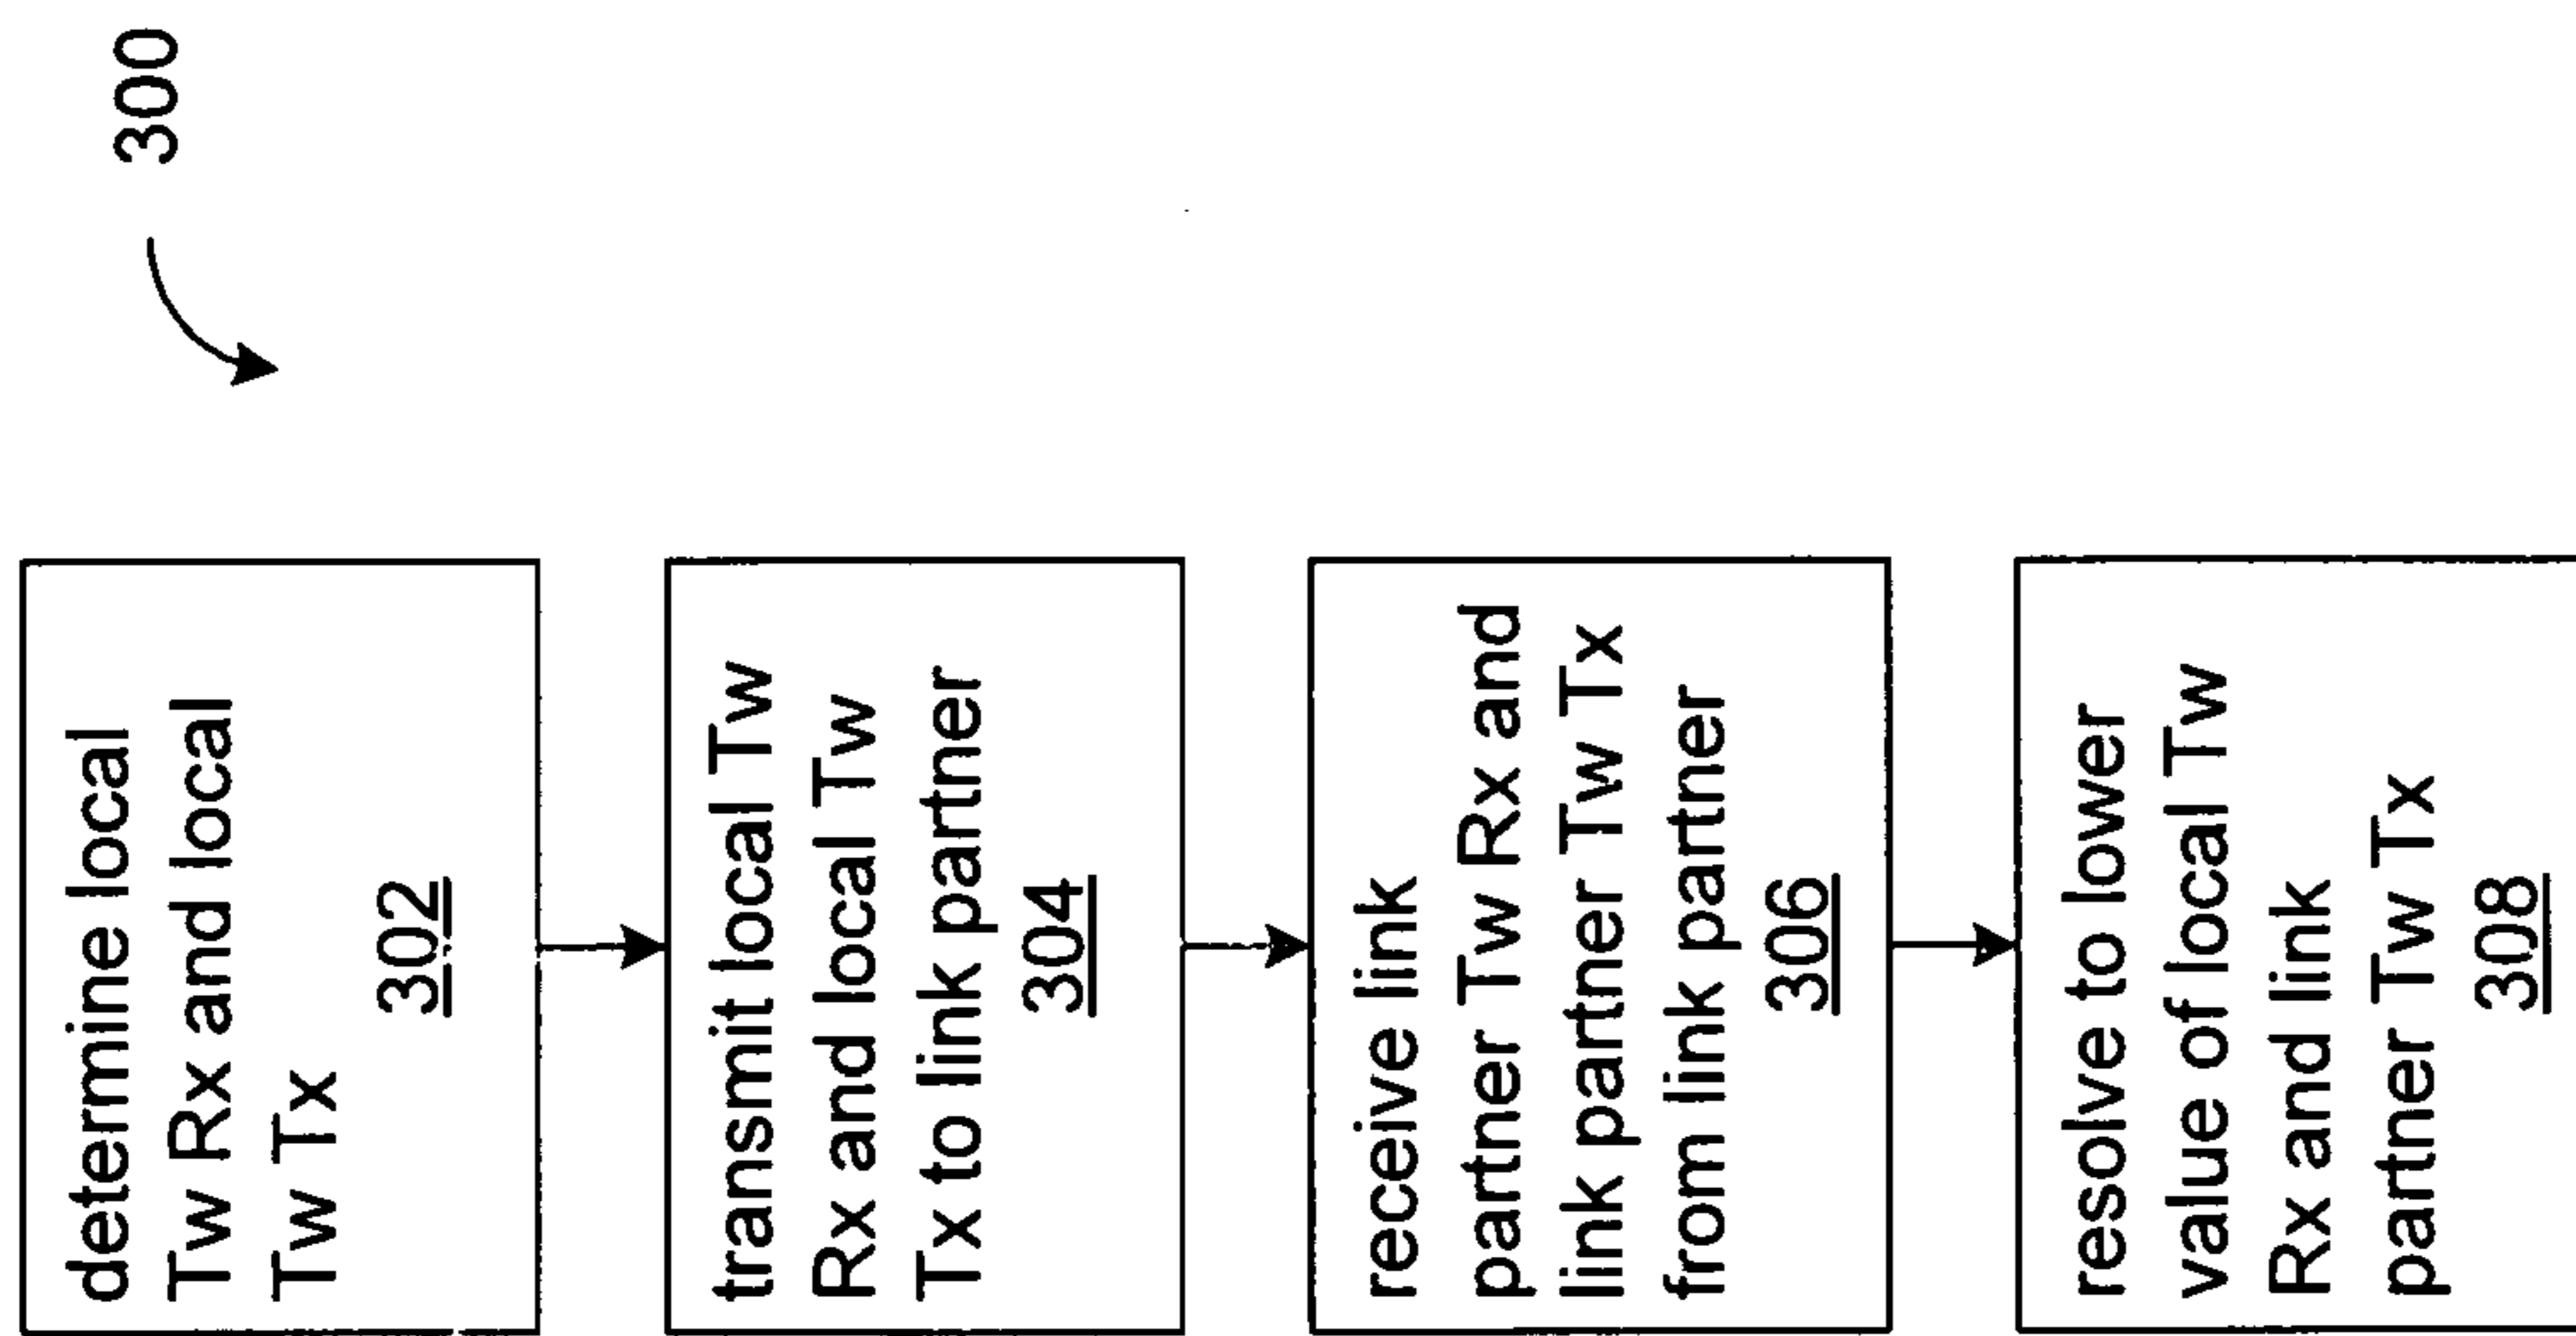 300
determine local
Tw Rx and local
Tw Tx
302
transmit local Tw
Rx and local Tw
Tx to link partner
304
receive link
partner Tw Rx and
link partner Tw Tx
from link partner
306
resolve to lower
value of local Tw
Rx and link
partner Tw Tx
308